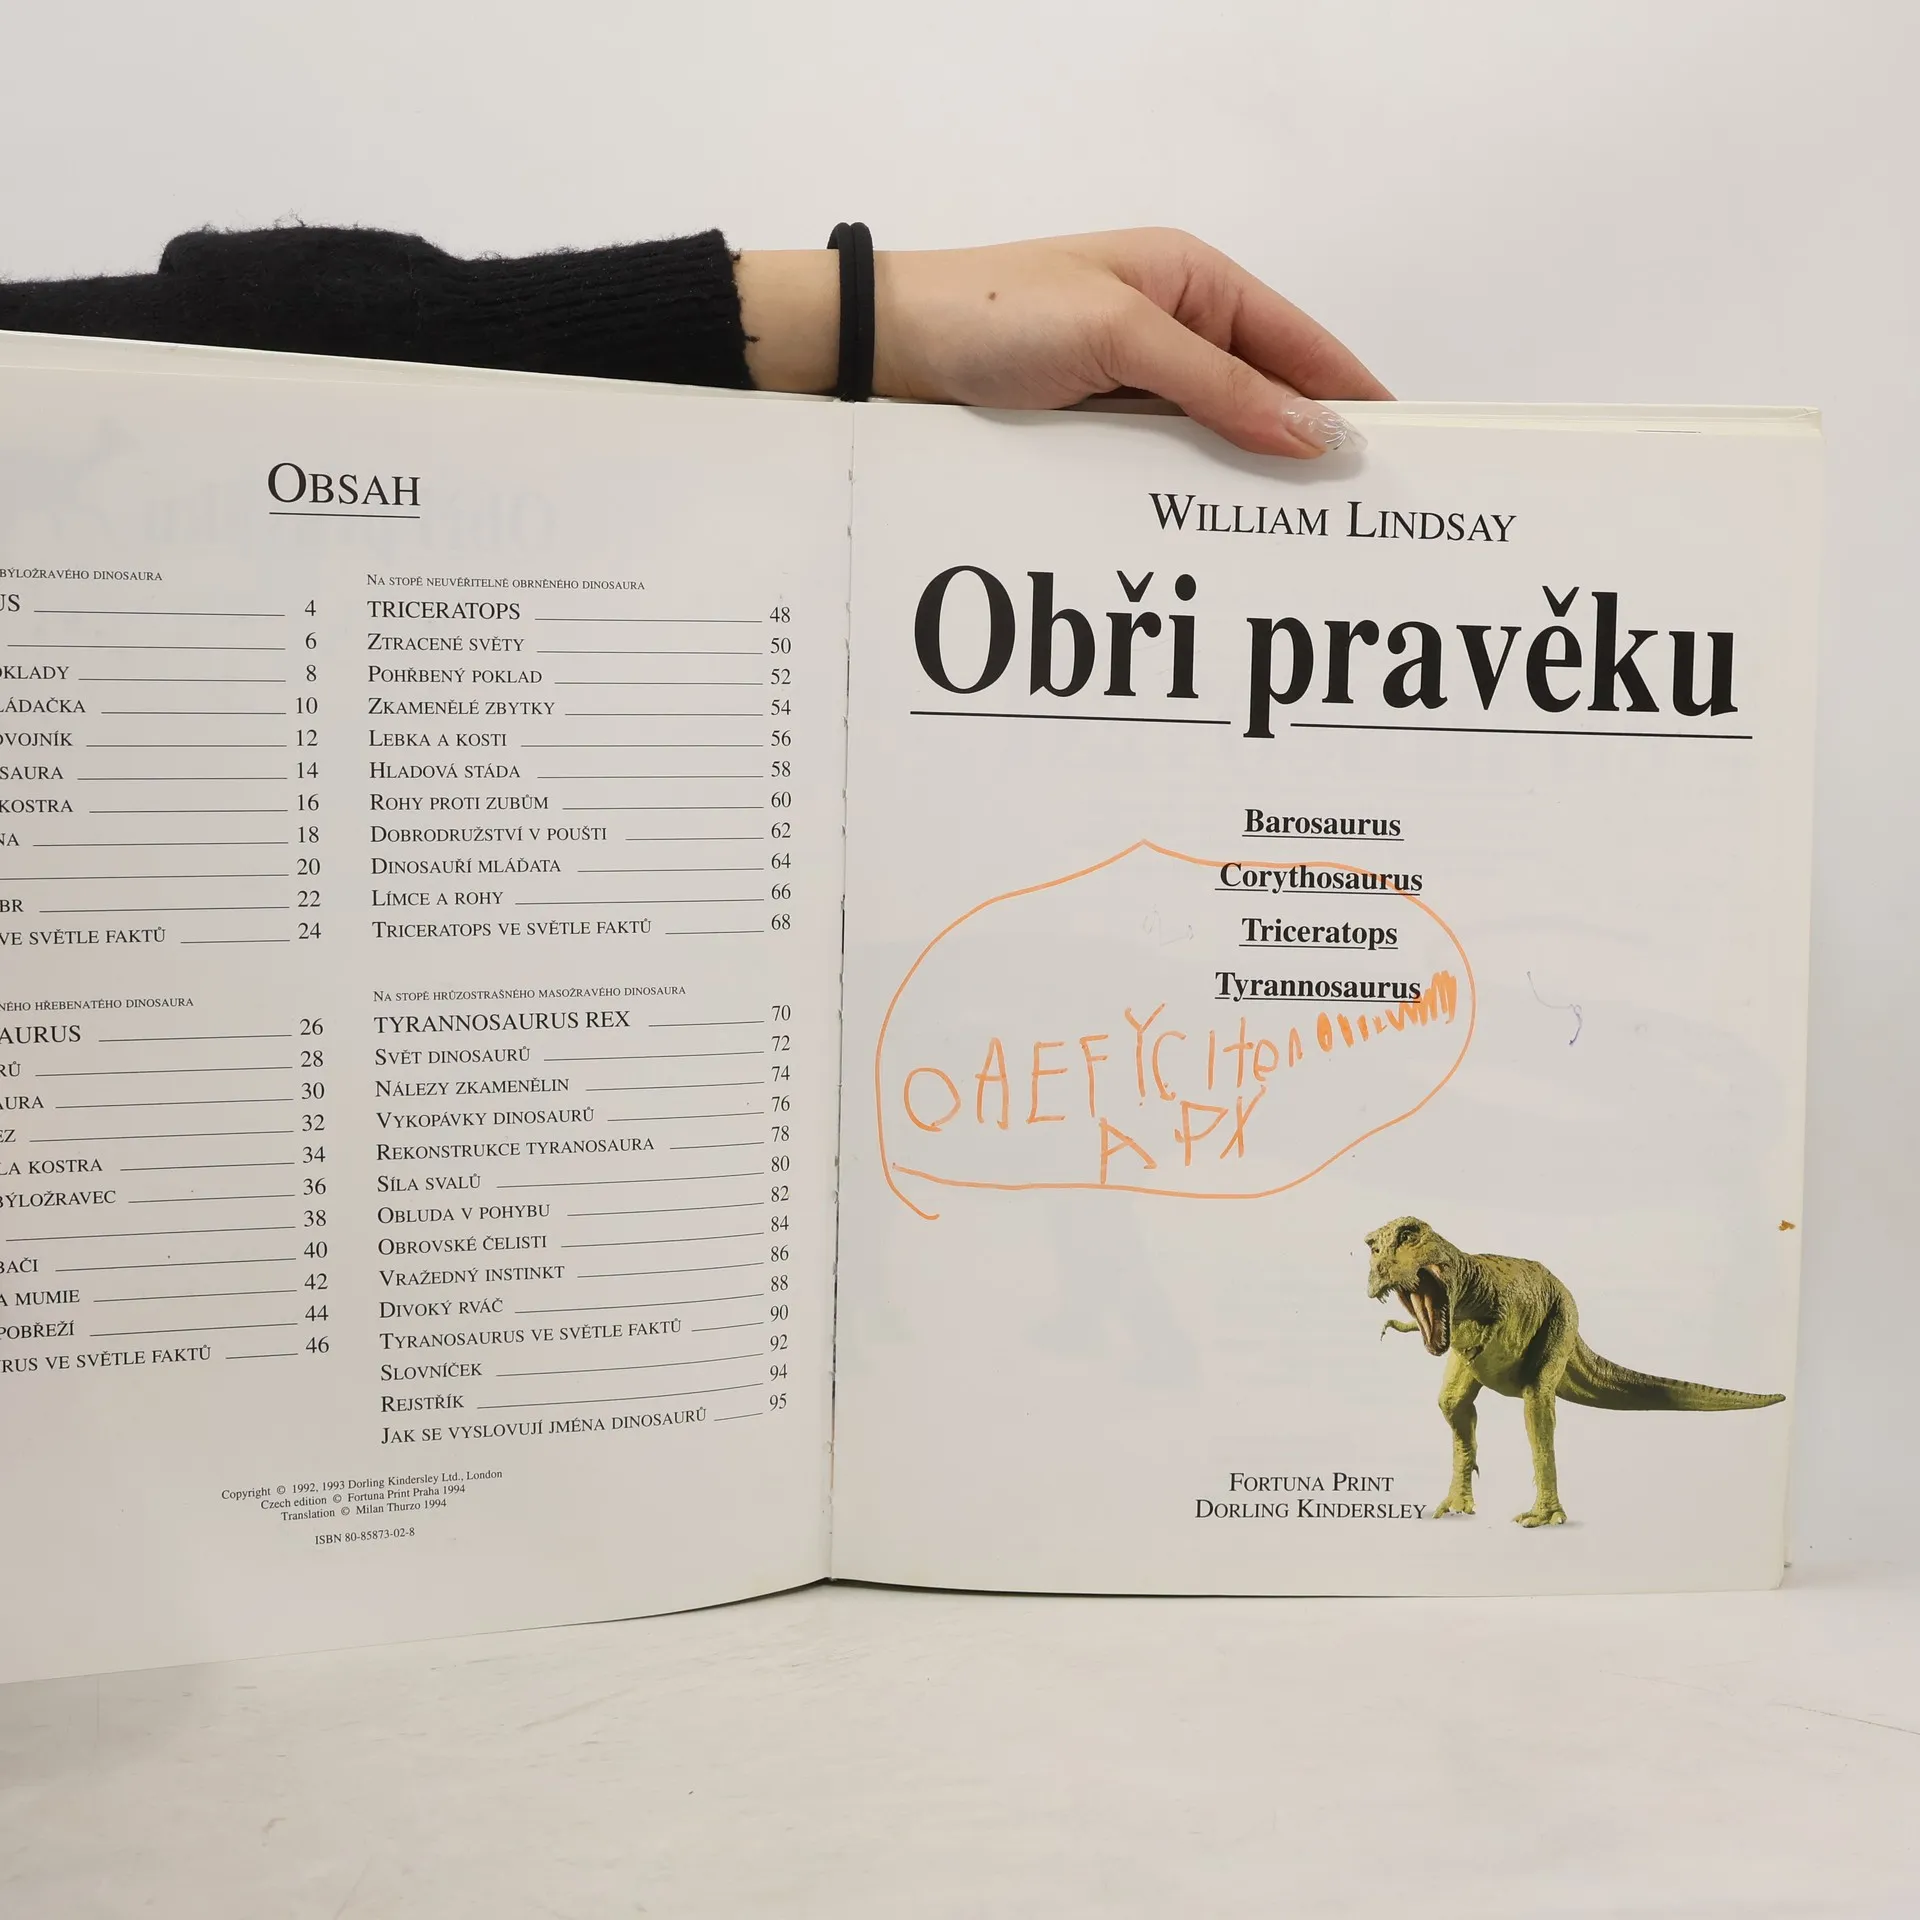 OBSAH
BÝLOŽRAVÉHO DINOSAURA
US 4
6
OKLADY 8
LÁDAČKA 10
OVOJNÍK 12
SAURA 14
KOSTRA 16
NA 18
20
BR 22
VE SVĚTLE FAKTŮ 24
NÉHO HŘEBENATÉHO DINOSAURA
AURUS 26
RŮ 28
AURA 30
EZ 32
LA KOSTRA 34
BÝLOŽRAVEC 36
38
BAČI 40
A MUMIE 42
POBŘEŽÍ 44
RUS VE SVĚTLE FAKTŮ 46
NA STOPĚ NEUVĚŘITELNĚ OBRNĚNÉHO DINOSAURA
TRICERATOPS 48
ZTRACENÉ SVĚTY 50
POHŘBENÝ POKLAD 52
ZKAMENĚLÉ ZBYTKY 54
LEBKA A KOSTI 56
HLADOVÁ STÁDA 58
ROHY PROTI ZUBŮM 60
DOBRODRUŽSTVÍ V POUŠTI 62
DINOSAUŘÍ MLÁĎATA 64
LÍMCE A ROHY 66
TRICERATOPS VE SVĚTLE FAKTŮ 68
NA STOPĚ HRŮZOSTRAŠNÉHO MASOŽRAVÉHO DINOSAURA
TYRANNOSAURUS REX 70
SVĚT DINOSAURŮ 72
NÁLEZY ZKAMENĚLIN 74
VYKOPÁVKY DINOSAURŮ 76
REKONSTRUKCE TYRANOSAURA 78
SÍLA SVALŮ 80
OBLUDA V POHYBU 82
OBROVSKÉ ČELISTI 84
VRAŽEDNÝ INSTINKT 86
DIVOKÝ RVÁČ 88
TYRANOSAURUS VE SVĚTLE FAKTŮ 90
SLOVNÍČEK 92
REJSTŘÍK 94
JAK SE VYSLOVUJÍ JMÉNA DINOSAURŮ 95
Copyright © 1992, 1993 Dorling Kindersley Ltd., London
Czech edition © Fortuna Print Praha 1994
Translation © Milan Thurzo 1994
ISBN 80-85873-02-8
WILLIAM LINDSAY
Obři pravěku
Barosaurus
Corythosaurus
Triceratops
Tyrannosaurus
A PX
FORTUNA PRINT
DORLING KINDERSLEY